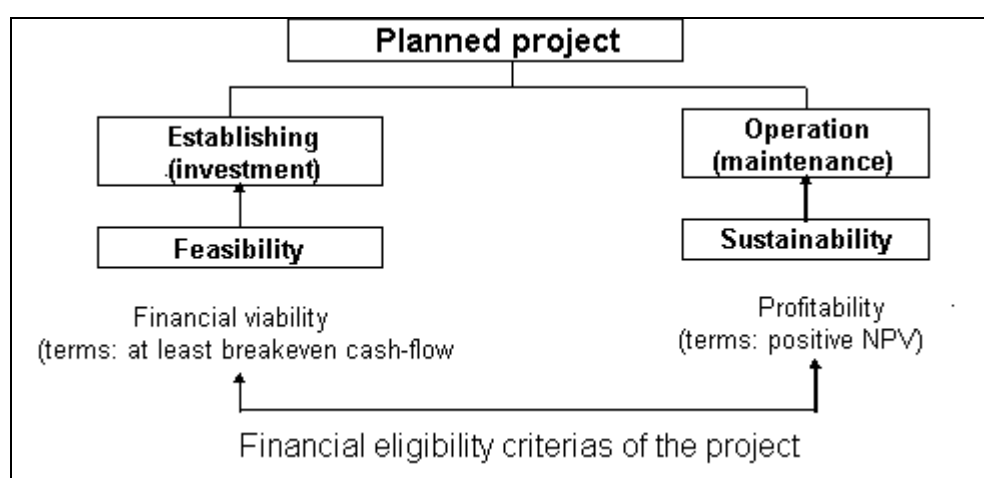 Planned project
Establishing
(investment)
Operation
(maintenance)
Feasibility
Sustainability
Financial viability
(terms: at least breakeven cash-flow
Profitability
(terms: positive NPV)
Financial eligibility criterias of the project